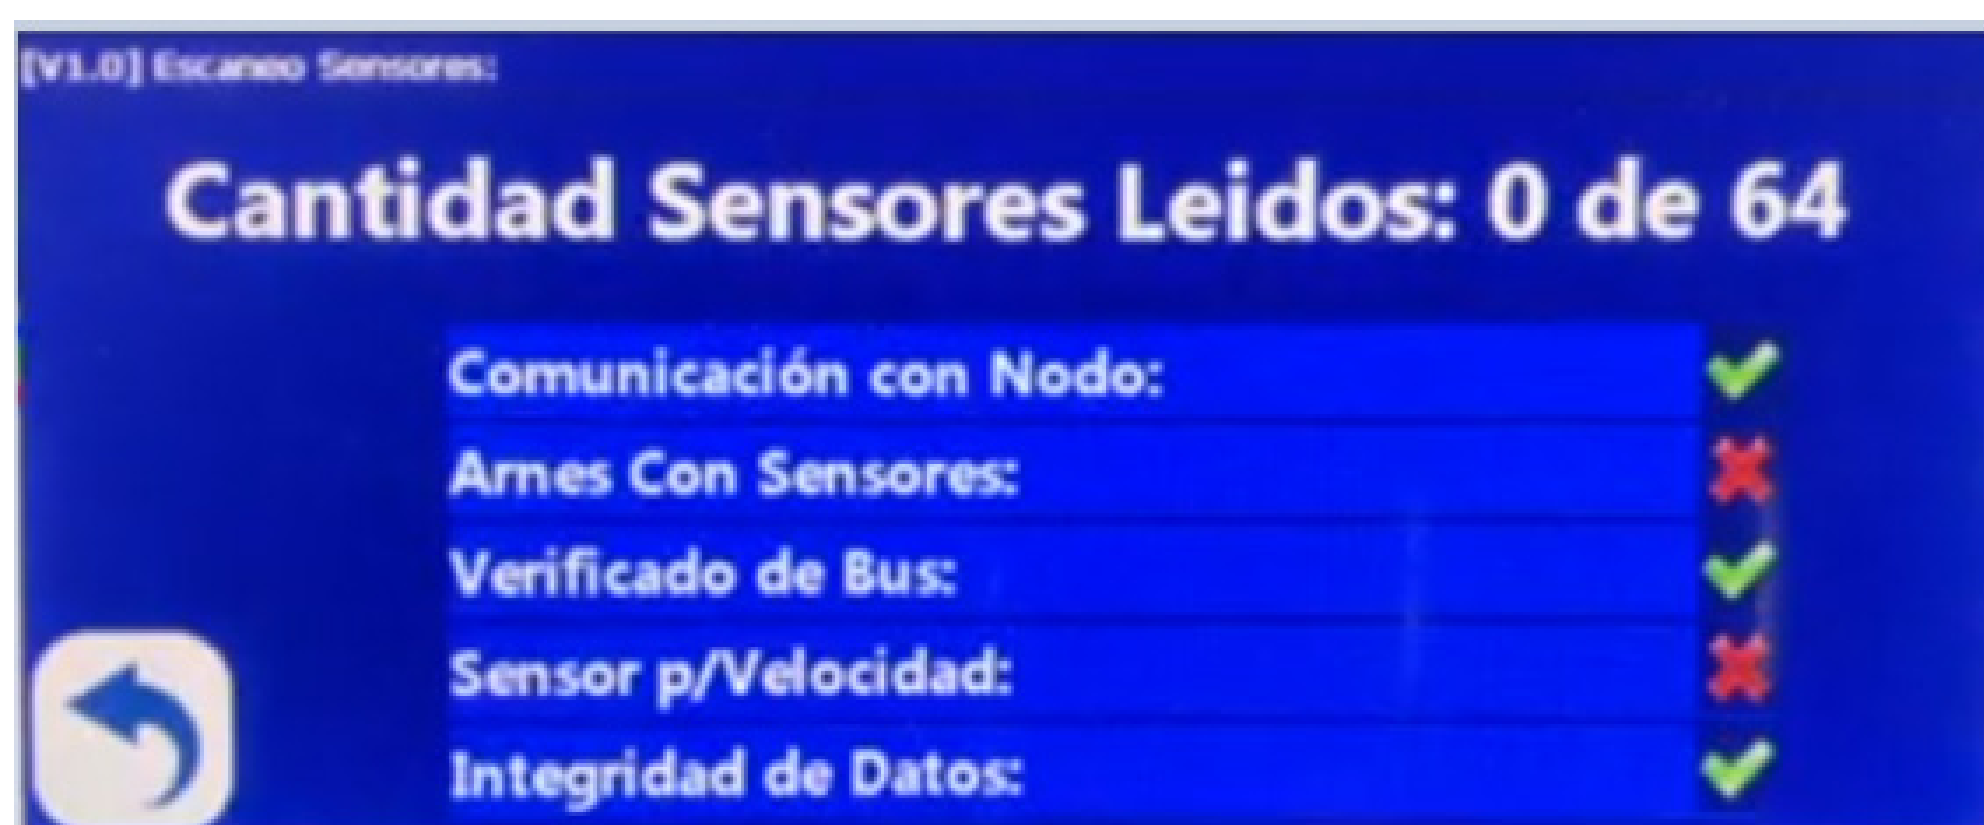 [V1.0] Escaneo Sensores:
Cantidad Sensores Leidos: 0 de 64
Comunicación con Nodo:
Arnes Con Sensores:
Verificado de Bus:
Sensor p/Velocidad:
Integridad de Datos: